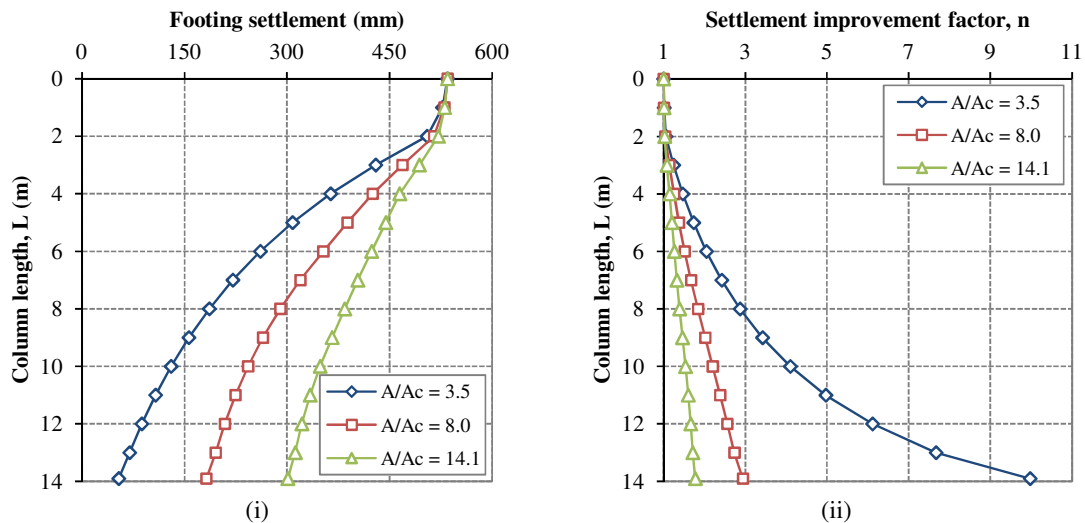 Footing settlement (mm)
0 150 300 450 600
Column length, L (m)
0
2
4
6
8
10
12
14
A/Ac = 3.5
A/Ac = 8.0
A/Ac = 14.1
(i)
Settlement improvement factor, n
1 3 5 7 9 11
Column length, L (m)
0
2
4
6
8
10
12
14
A/Ac = 3.5
A/Ac = 8.0
A/Ac = 14.1
(ii)